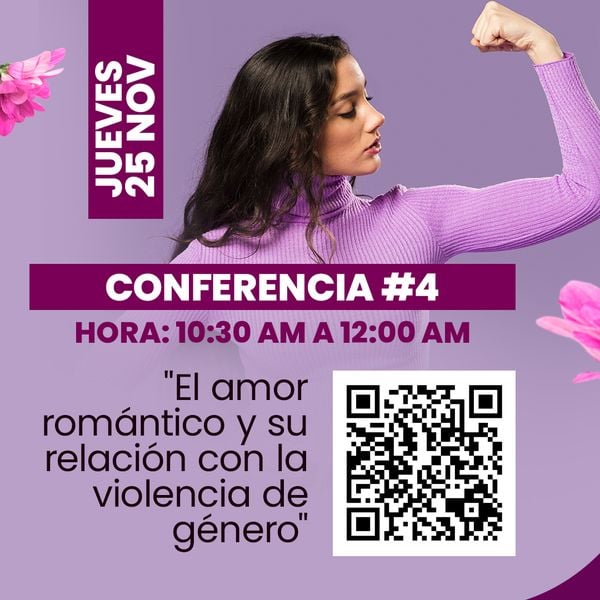 JUEVES
25 NOV
CONFERENCIA #4
HORA: 10:30 AM A 12:00 AM
"El amor
romántico y su
relación con la
violencia de
género"